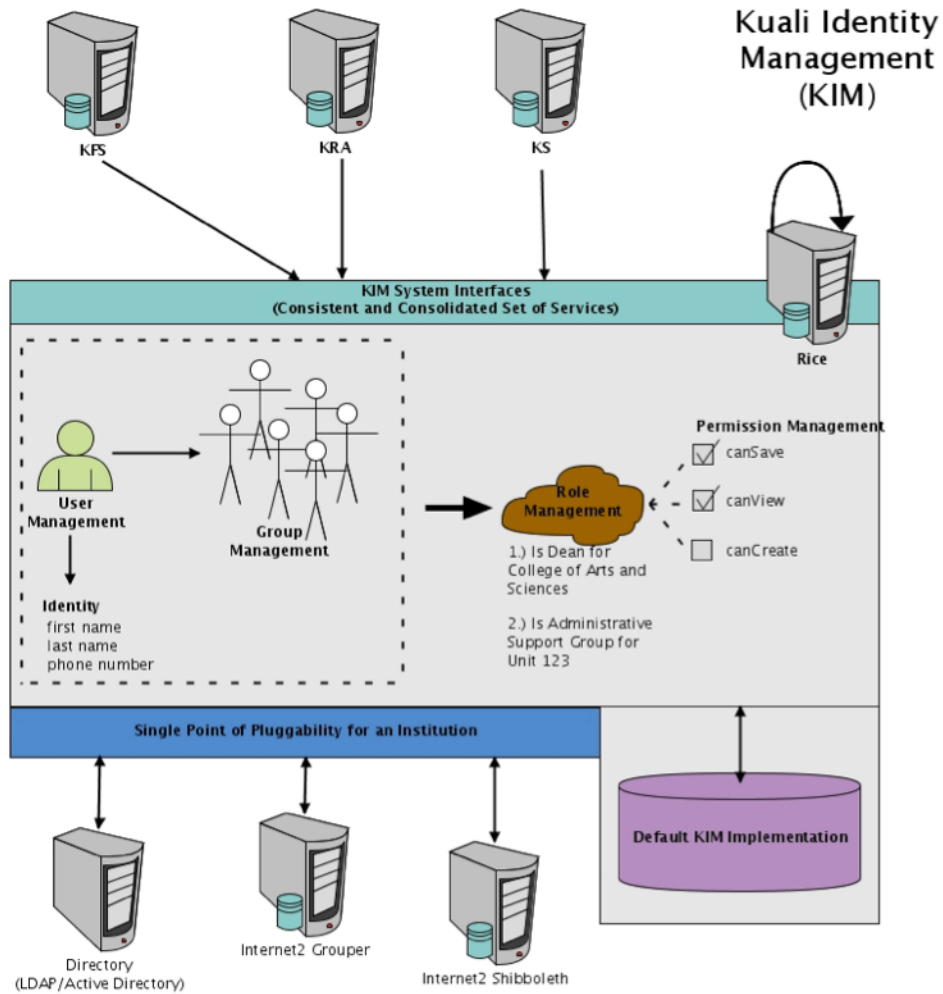 Kuali Identity
Management
(KIM)
KFS
KRA
KS
KIM System Interfaces
(Consistent and Consolidated Set of Services)
Rice
User
Management
Group
Management
Identity
first name
last name
phone number
Role
Management
1.) Is Dean for
College of Arts and
Sciences
2.) Is Administrative
Support Group for
Unit 123
Permission Management
canSave
canView
canCreate
Single Point of Pluggability for an Institution
Default KIM Implementation
Directory
(LDAP/Active Directory)
Internet2 Grouper
Internet2 Shibboleth